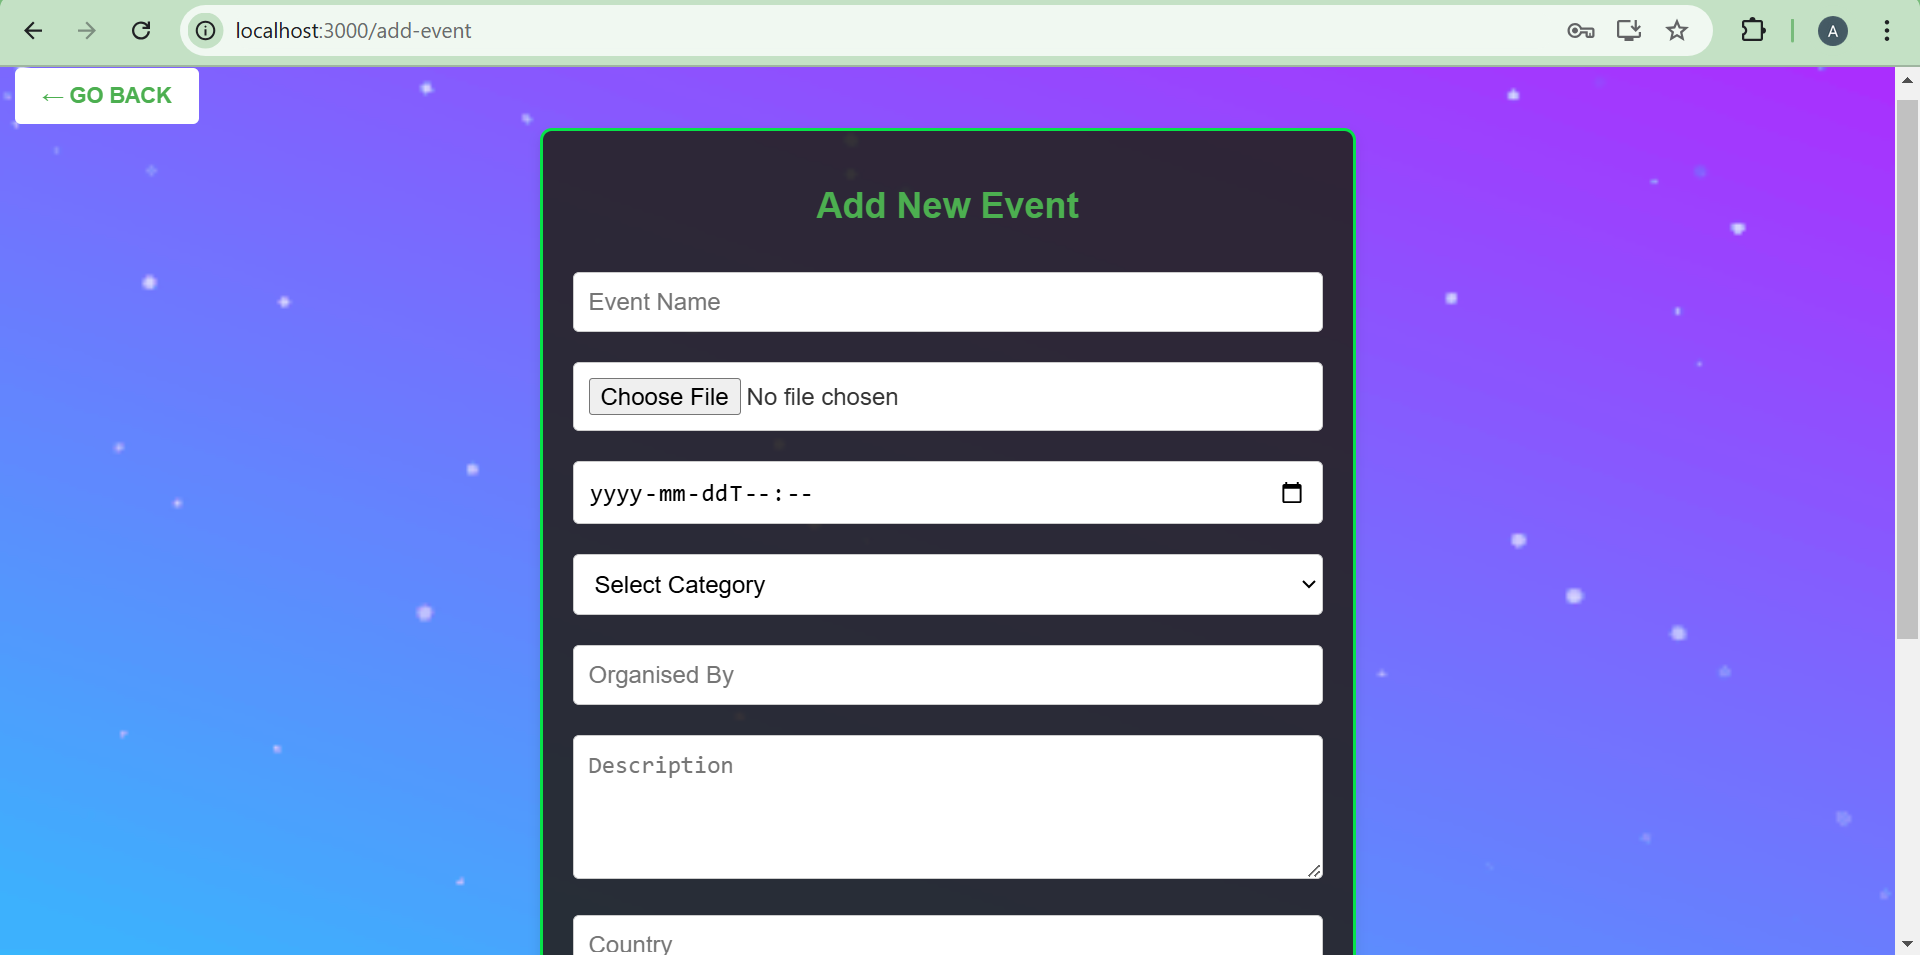 localhost:3000/add-event
A
← GO BACK
Add New Event
Event Name
Choose File No file chosen
yyyy-mm-ddT--:--
Select Category
Organised By
Description
Country